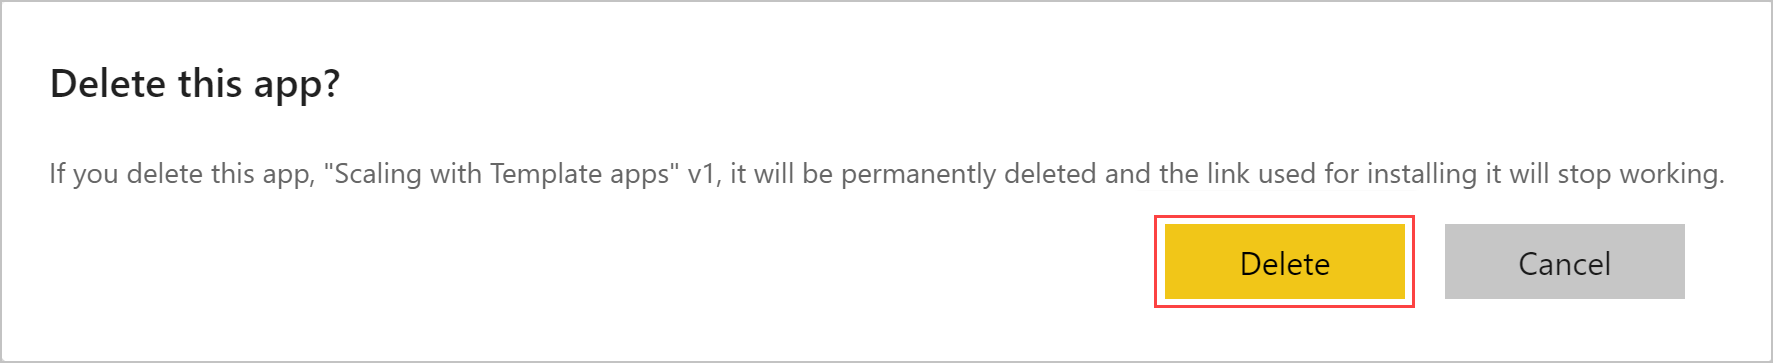 Delete this app?
If you delete this app, "Scaling with Template apps" v1, it will be permanently deleted and the link used for installing it will stop working.
Delete
Cancel